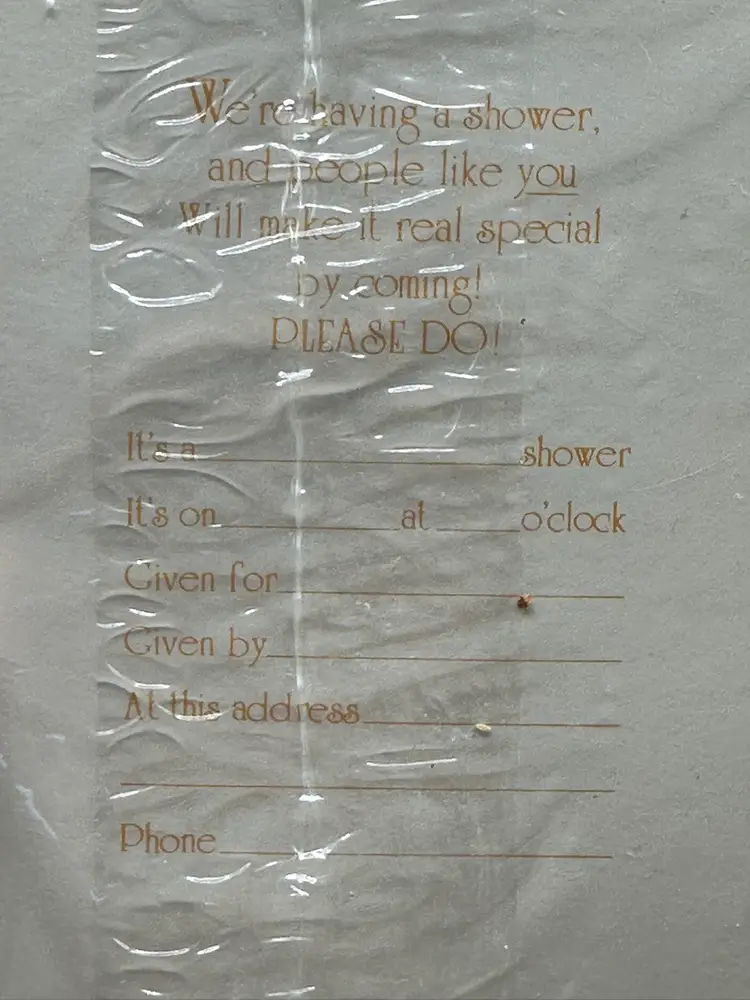 We're having a shower,
and people like you
Will make it real special
by coming!
PLEASE DO!
It's a shower
It's on at o'clock
Given for
Given by
At this address
Phone